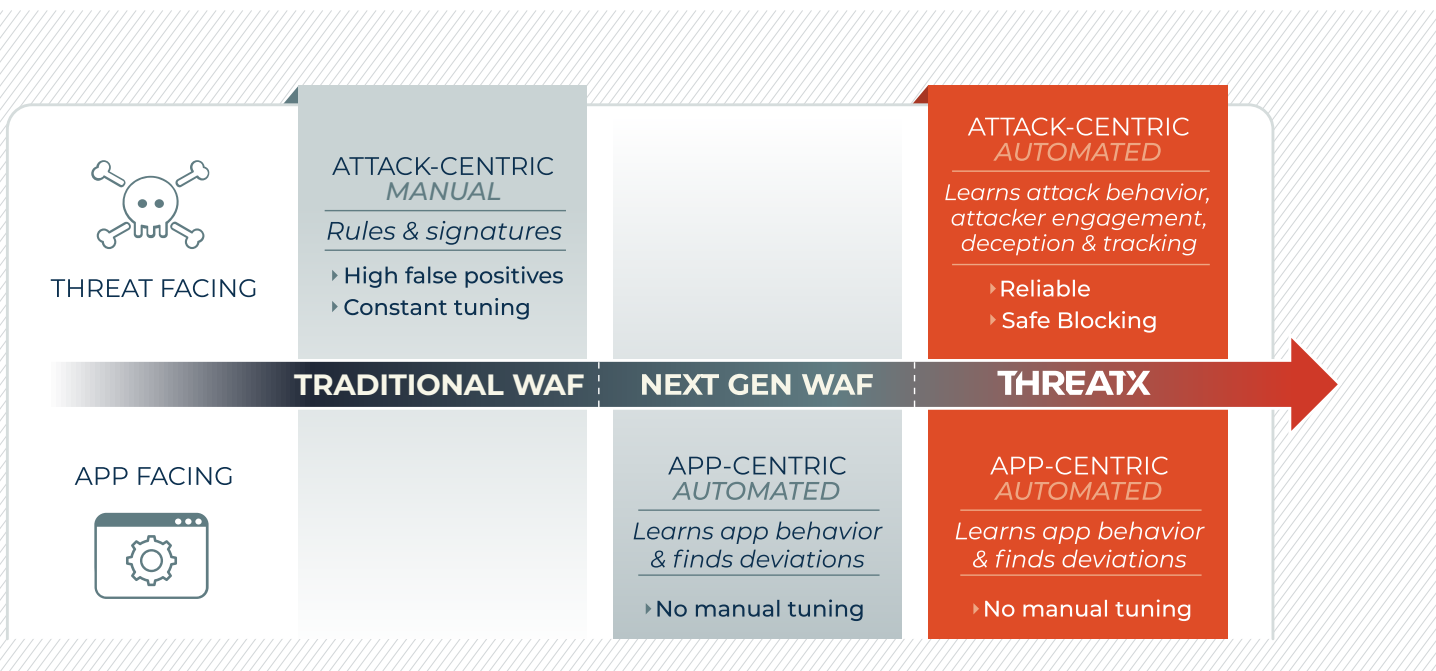 THREAT FACING
ATTACK-CENTRIC
MANUAL
Rules & signatures
High false positives
Constant tuning
ATTACK-CENTRIC
AUTOMATED
Learns attack behavior,
attacker engagement,
deception & tracking
Reliable
Safe Blocking
TRADITIONAL WAF
NEXT GEN WAF
THREATX
APP FACING
APP-CENTRIC
AUTOMATED
Learns app behavior
& finds deviations
No manual tuning
APP-CENTRIC
AUTOMATED
Learns app behavior
& finds deviations
No manual tuning